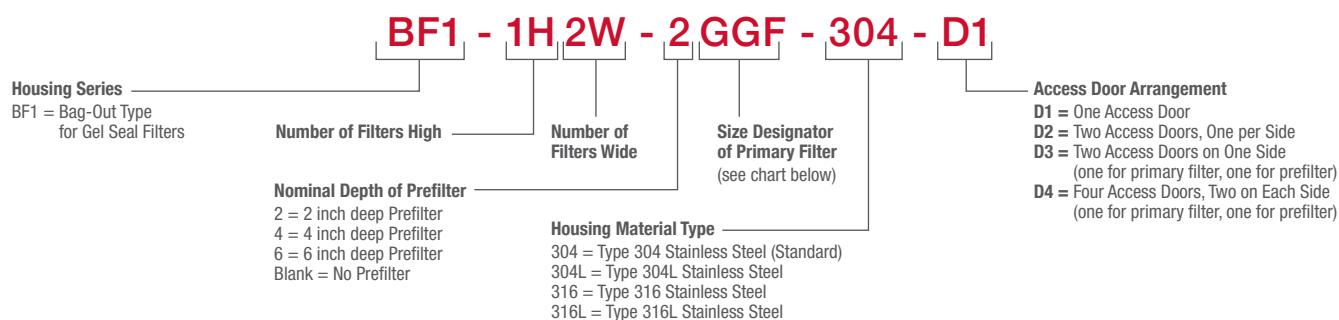 BF1 - 1H 2W - 2 GGF - 304 - D1
Housing Series
BF1 = Bag-Out Type
for Gel Seal Filters
Number of Filters High
Nominal Depth of Prefilter
2 = 2 inch deep Prefilter
4 = 4 inch deep Prefilter
6 = 6 inch deep Prefilter
Blank = No Prefilter
Number of
Filters Wide
Size Designator
of Primary Filter
(see chart below)
Housing Material Type
304 = Type 304 Stainless Steel (Standard)
304L = Type 304L Stainless Steel
316 = Type 316 Stainless Steel
316L = Type 316L Stainless Steel
Access Door Arrangement
D1 = One Access Door
D2 = Two Access Doors, One per Side
D3 = Two Access Doors on One Side
(one for primary filter, one for prefilter)
D4 = Four Access Doors, Two on Each Side
(one for primary filter, one for prefilter)